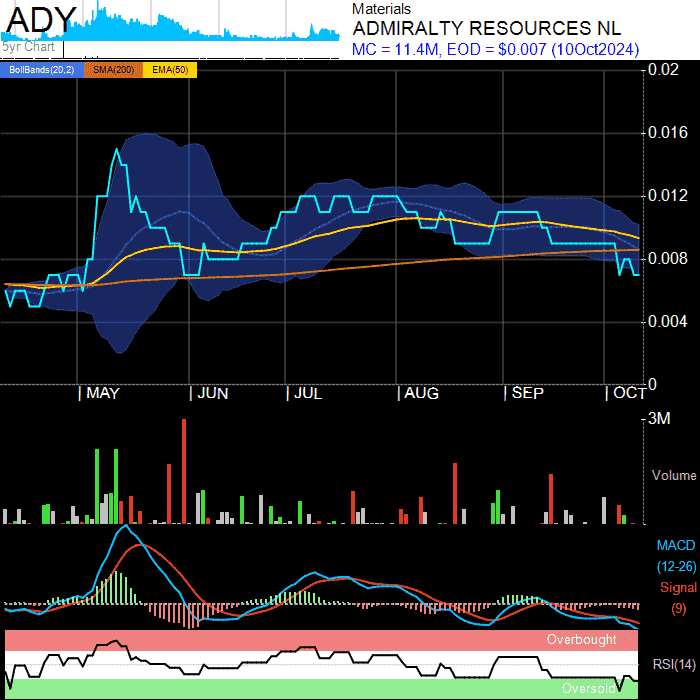 ADY
5yr Chart
Materials
ADMIRALTY RESOURCES NL
MC = 11.4M, EOD = $0.007 (10Oct2024)
BollBands(20,2) SMA(200) EMA(50)
0.02
0.016
0.012
0.008
0.004
0
| MAY | JUN | JUL | AUG | SEP | OCT
3M
Volume
MACD
(12-26)
Signal
(9)
Overbought
RSI(14)
Oversold